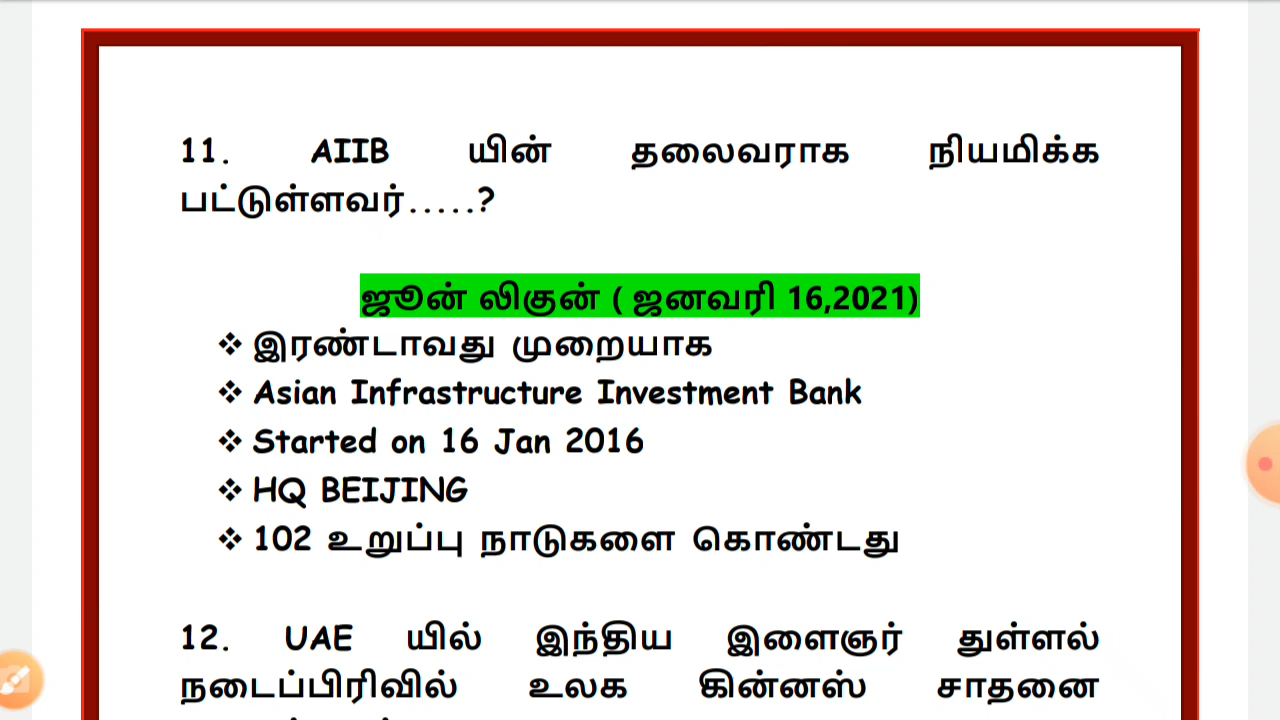 11. AIIB யின் தலைவராக நியமிக்க
பட்டுள்ளவர்.....?
ஜூன் லிகுன் ( ஜனவரி 16,2021)
❖ இரண்டாவது முறையாக
❖ Asian Infrastructure Investment Bank
❖ Started on 16 Jan 2016
❖ HQ BEIJING
❖ 102 உறுப்பு நாடுகளை கொண்டது
12. UAE யில் இந்திய இளைஞர் துள்ளல்
நடைப்பிரிவில் உலக கின்னஸ் சாதனை